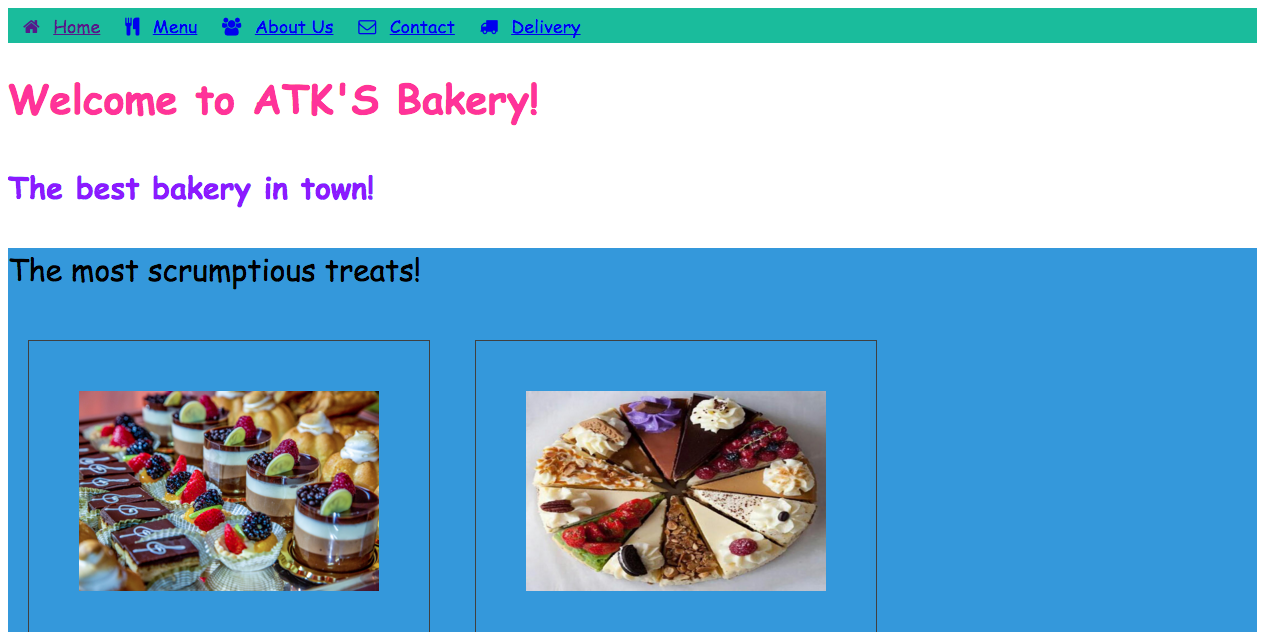 Home Menu About Us Contact Delivery
Welcome to ATK'S Bakery!
The best bakery in town!
The most scrumptious treats!